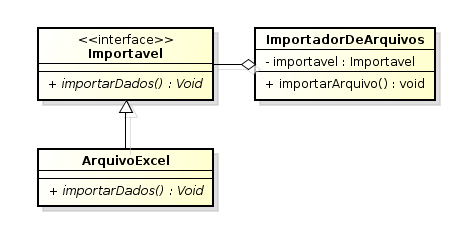 <<interface>>
Importavel
+ importarDados() : Void
ImportadorDeArquivos
- importavel : Importavel
+ importarArquivo() : void
ArquivoExcel
+ importarDados() : Void